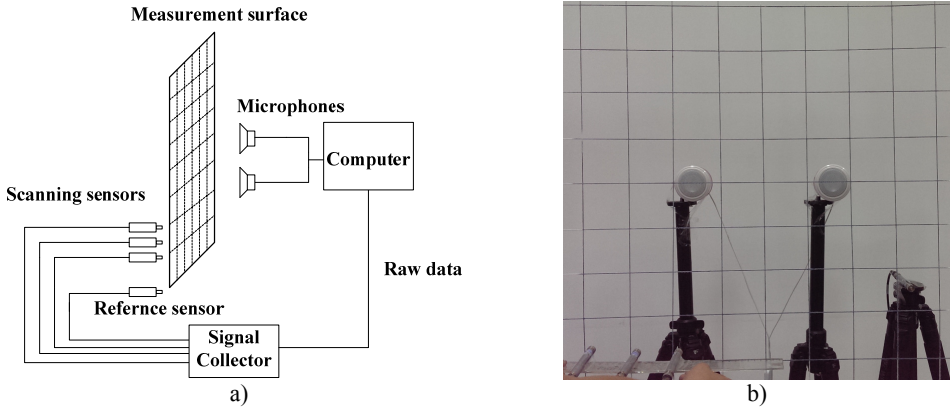 Measurement surface
Microphones
Computer
Scanning sensors
Raw data
Refernce sensor
Signal
Collector
a)
b)